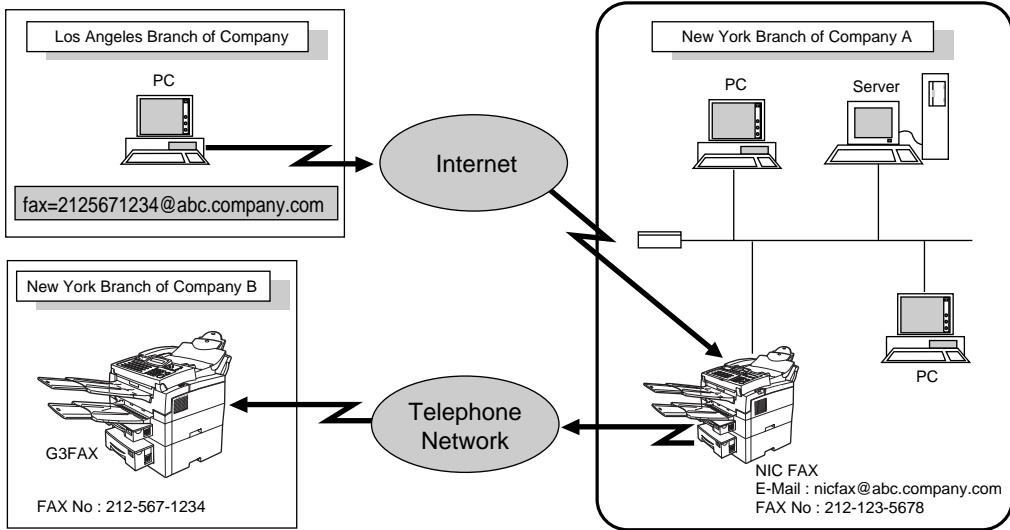 Los Angeles Branch of Company
PC
fax=2125671234@abc.company.com
Internet
New York Branch of Company A
PC
Server
PC
NIC FAX
E-Mail : nicfax@abc.company.com
FAX No : 212-123-5678
Telephone
Network
New York Branch of Company B
G3FAX
FAX No : 212-567-1234